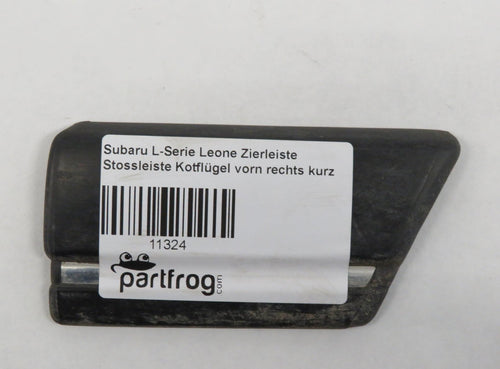 Subaru L-Serie Leone Zierleiste
Stossleiste Kotflügel vorn rechts kurz
11324
partfrog.com